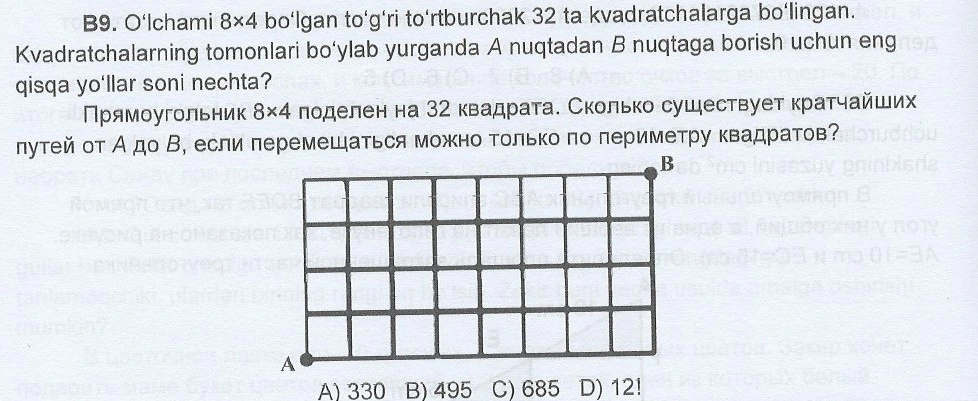 B9. O‘lchami 8×4 bo‘lgan to‘g‘ri to‘rtburchak 32 ta kvadratchalarga bo‘lingan.
Kvadratchalarning tomonlari bo‘ylab yurganda A nuqtadan B nuqtaga borish uchun eng
qisqa yo‘llar soni nechta?
Прямоугольник 8×4 поделен на 32 квадрата. Сколько существует кратчайших
путей от А до В, если перемещаться можно только по периметру квадратов?
B
A
A) 330 B) 495 C) 685 D) 12!